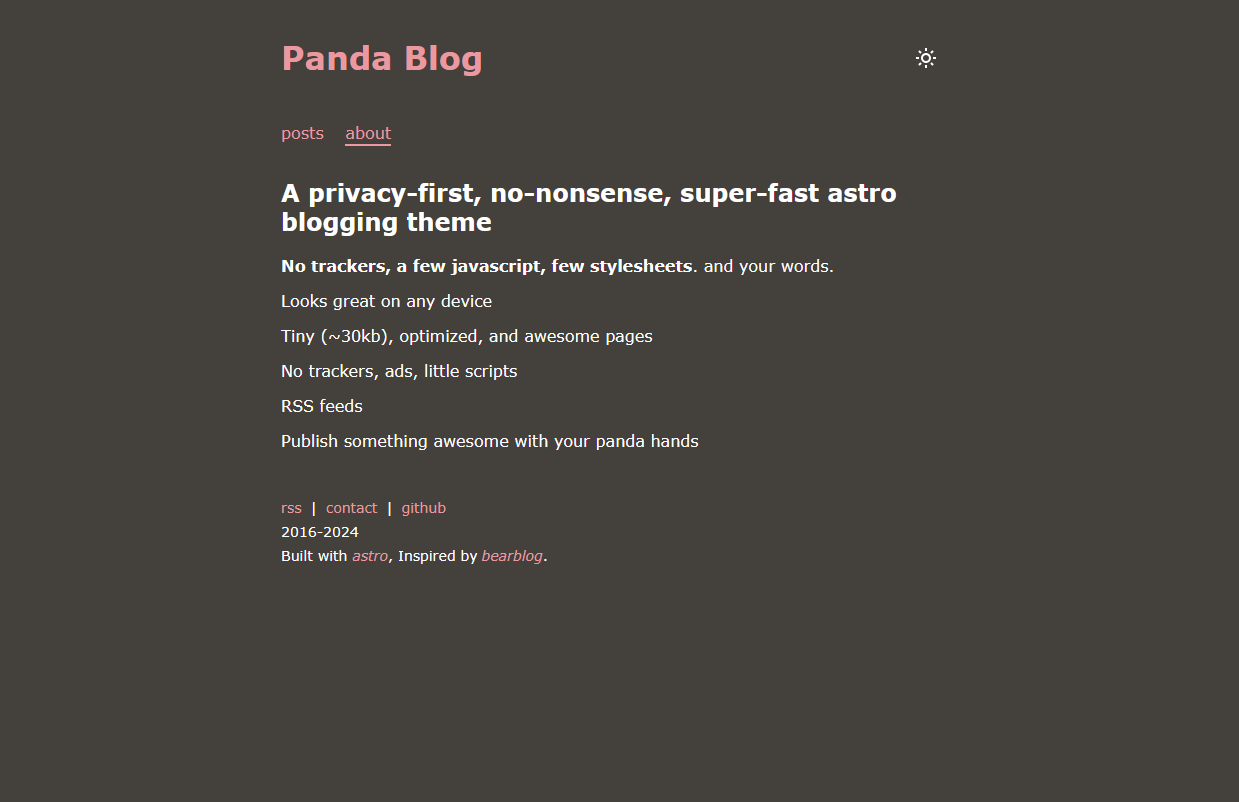 Panda Blog
posts about
A privacy-first, no-nonsense, super-fast astro
blogging theme
No trackers, a few javascript, few stylesheets. and your words.
Looks great on any device
Tiny (~30kb), optimized, and awesome pages
No trackers, ads, little scripts
RSS feeds
Publish something awesome with your panda hands
rss | contact | github
2016-2024
Built with astro, Inspired by bearblog.